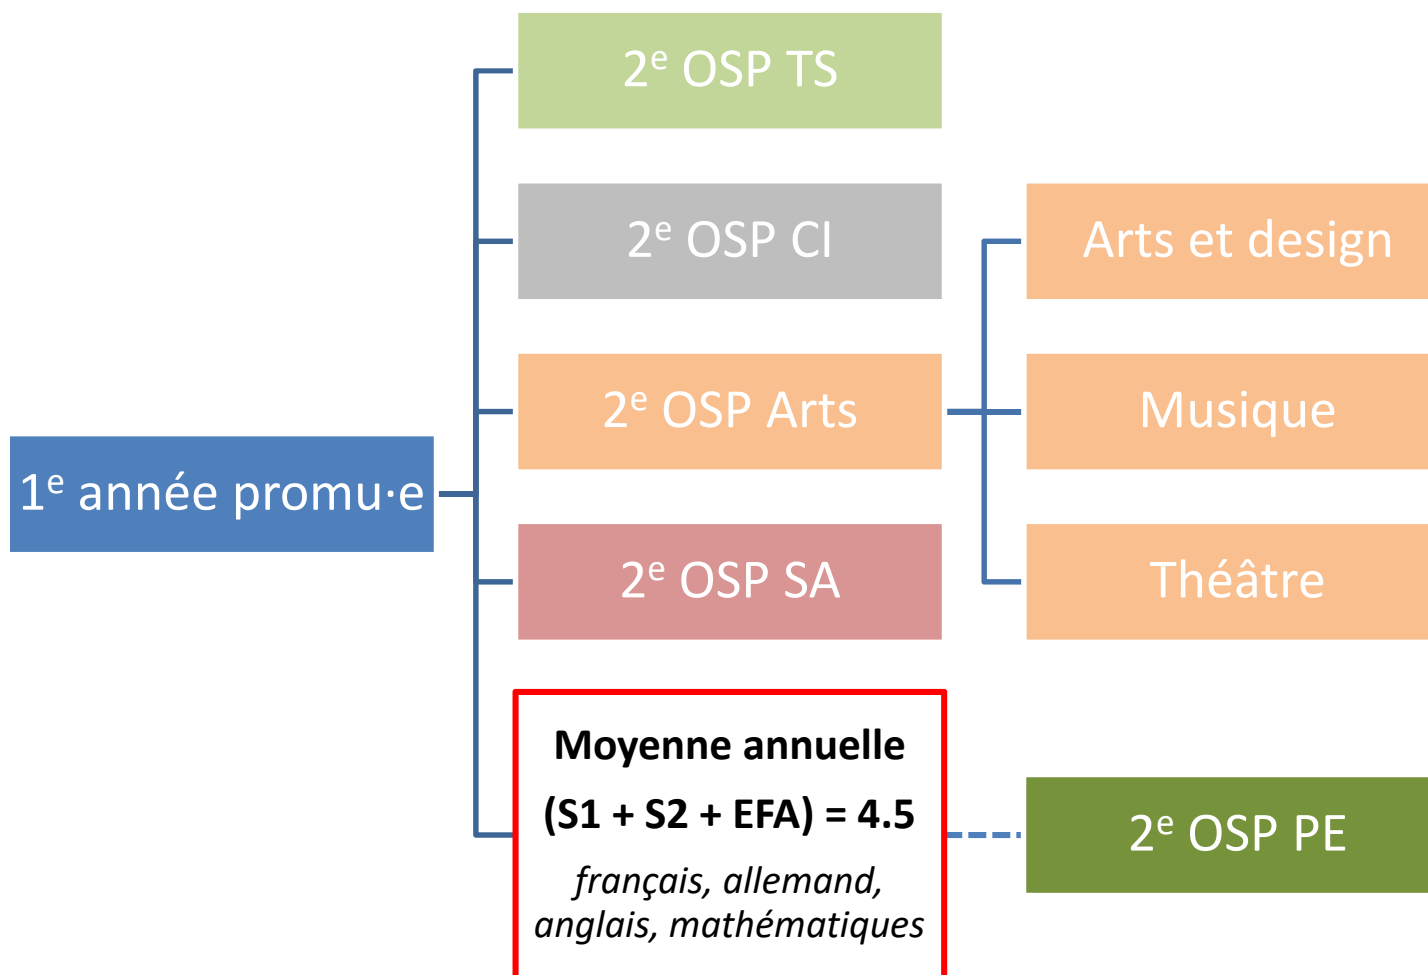 2e OSP TS
2e OSP CI
Arts et design
2e OSP Arts
Musique
1e année promu·e
2e OSP SA
Théâtre
Moyenne annuelle
(S1 + S2 + EFA) = 4.5
français, allemand,
anglais, mathématiques
2e OSP PE